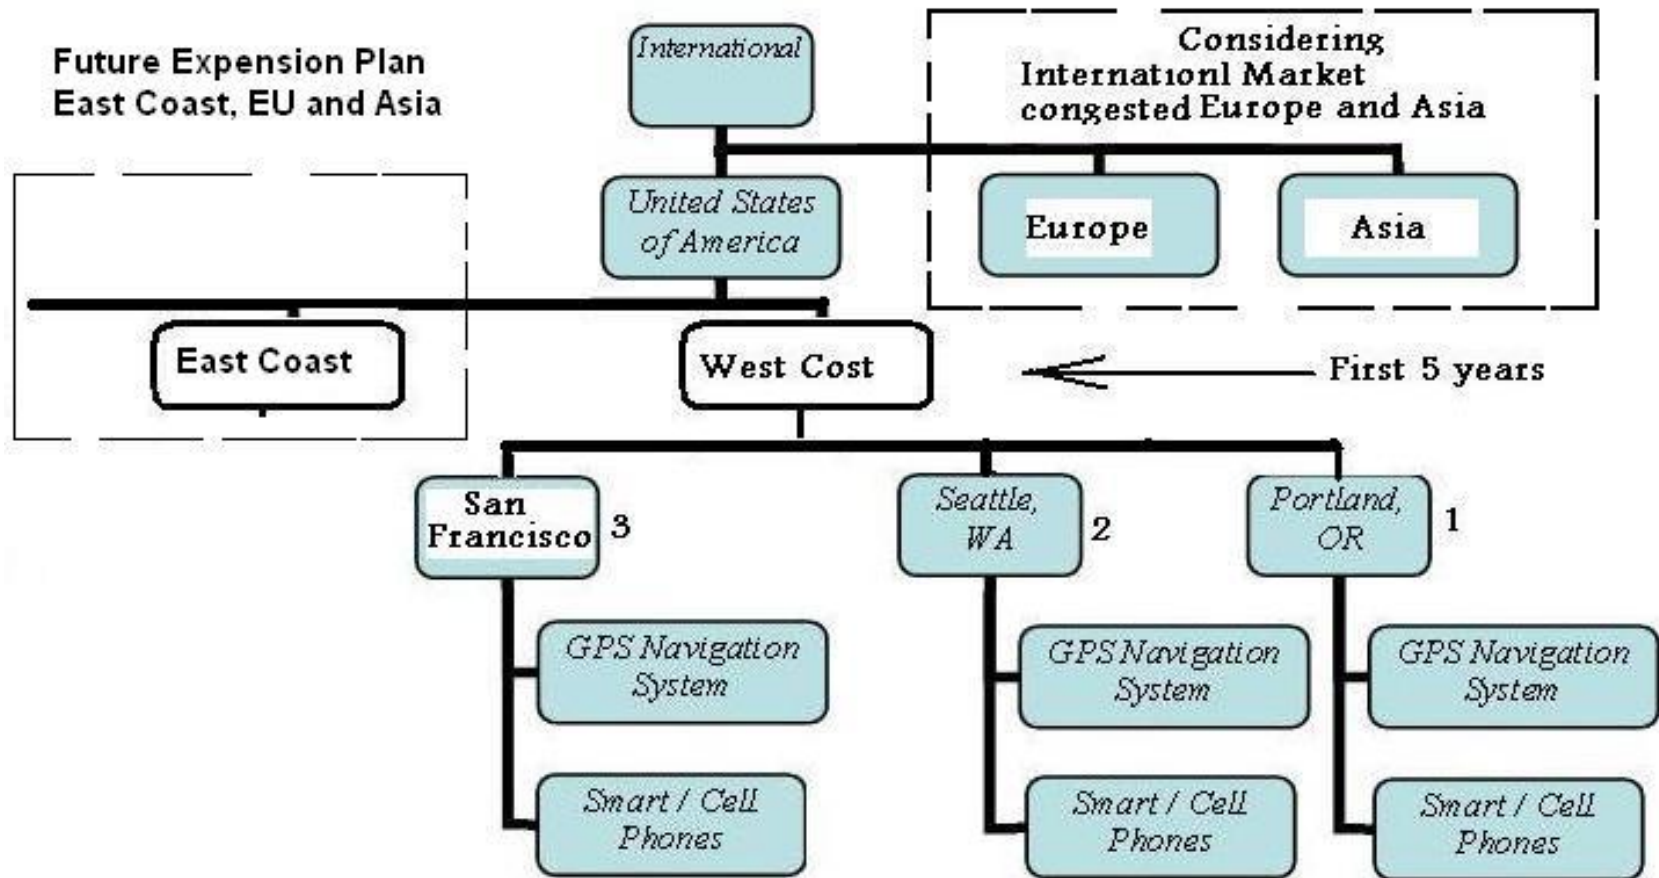 Future Expension Plan
East Coast, EU and Asia
International
Considering
Internationl Market
congested Europe and Asia
United States
of America
Europe
Asia
East Coast
West Cost
First 5 years
San
Francisco
3
Seattle,
WA
2
Portland,
OR
1
GPS Navigation
System
GPS Navigation
System
GPS Navigation
System
Smart / Cell
Phones
Smart / Cell
Phones
Smart / Cell
Phones